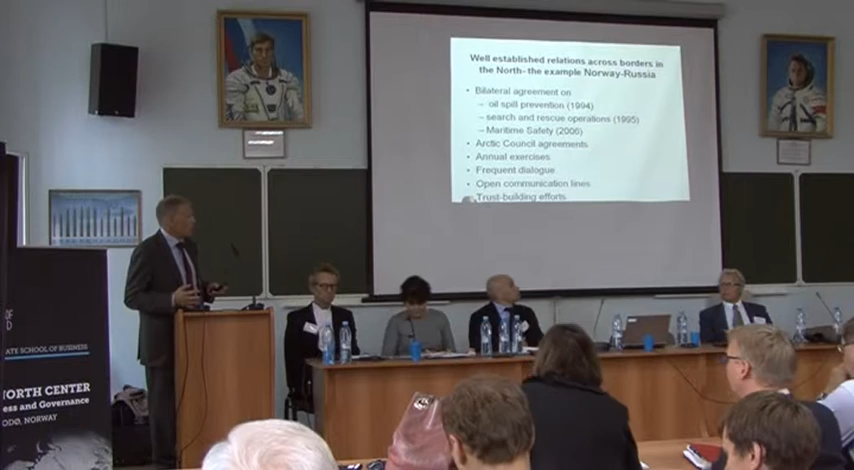 Well established relations across borders in
the North- the example Norway-Russia
• Bilateral agreement on
– oil spill prevention (1994)
– search and rescue operations (1995)
– Maritime Safety (2006)
• Arctic Council agreements
• Annual exercises
• Frequent dialogue
• Open communication lines
Trust-building efforts
OF
D
ATE SCHOOL OF BUSINESS
NORTH CENTER
ess and Governance
ODØ, NORWAY